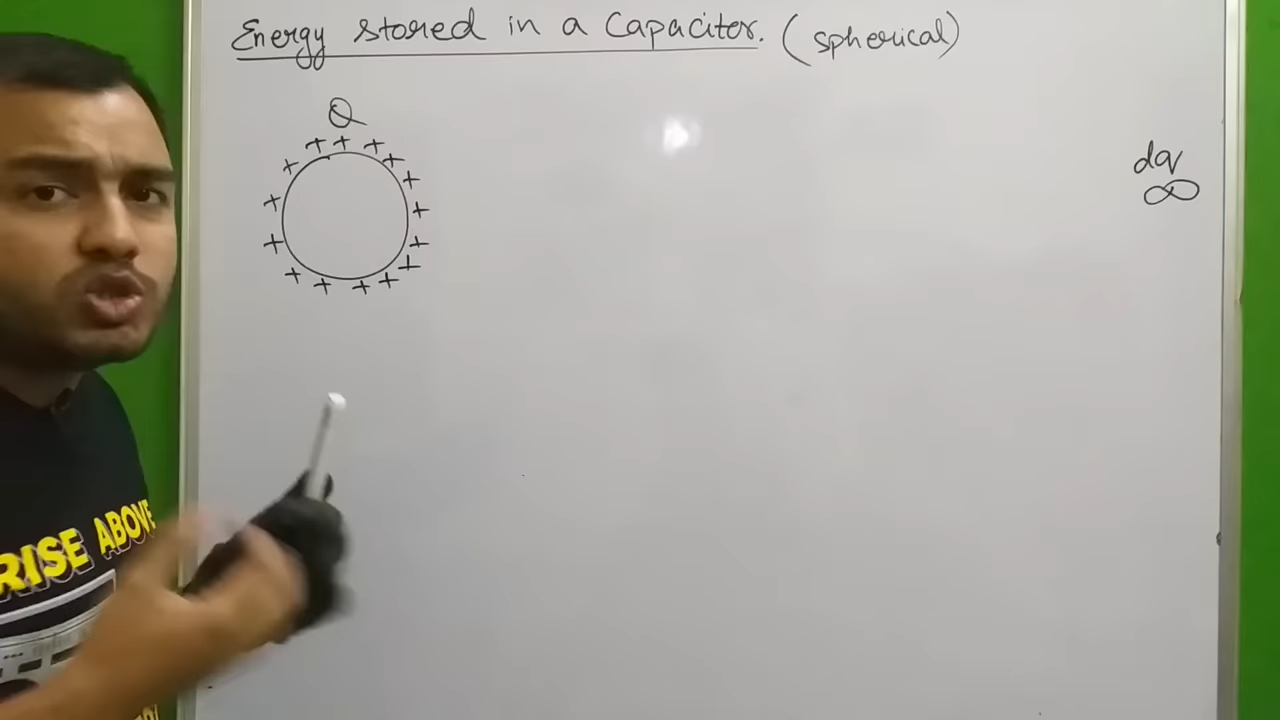 Energy stored in a Capacitor. (spherical)
Q
+ + + + + + + + + + + + + + + + +
dq
∞
RISE ABOVE